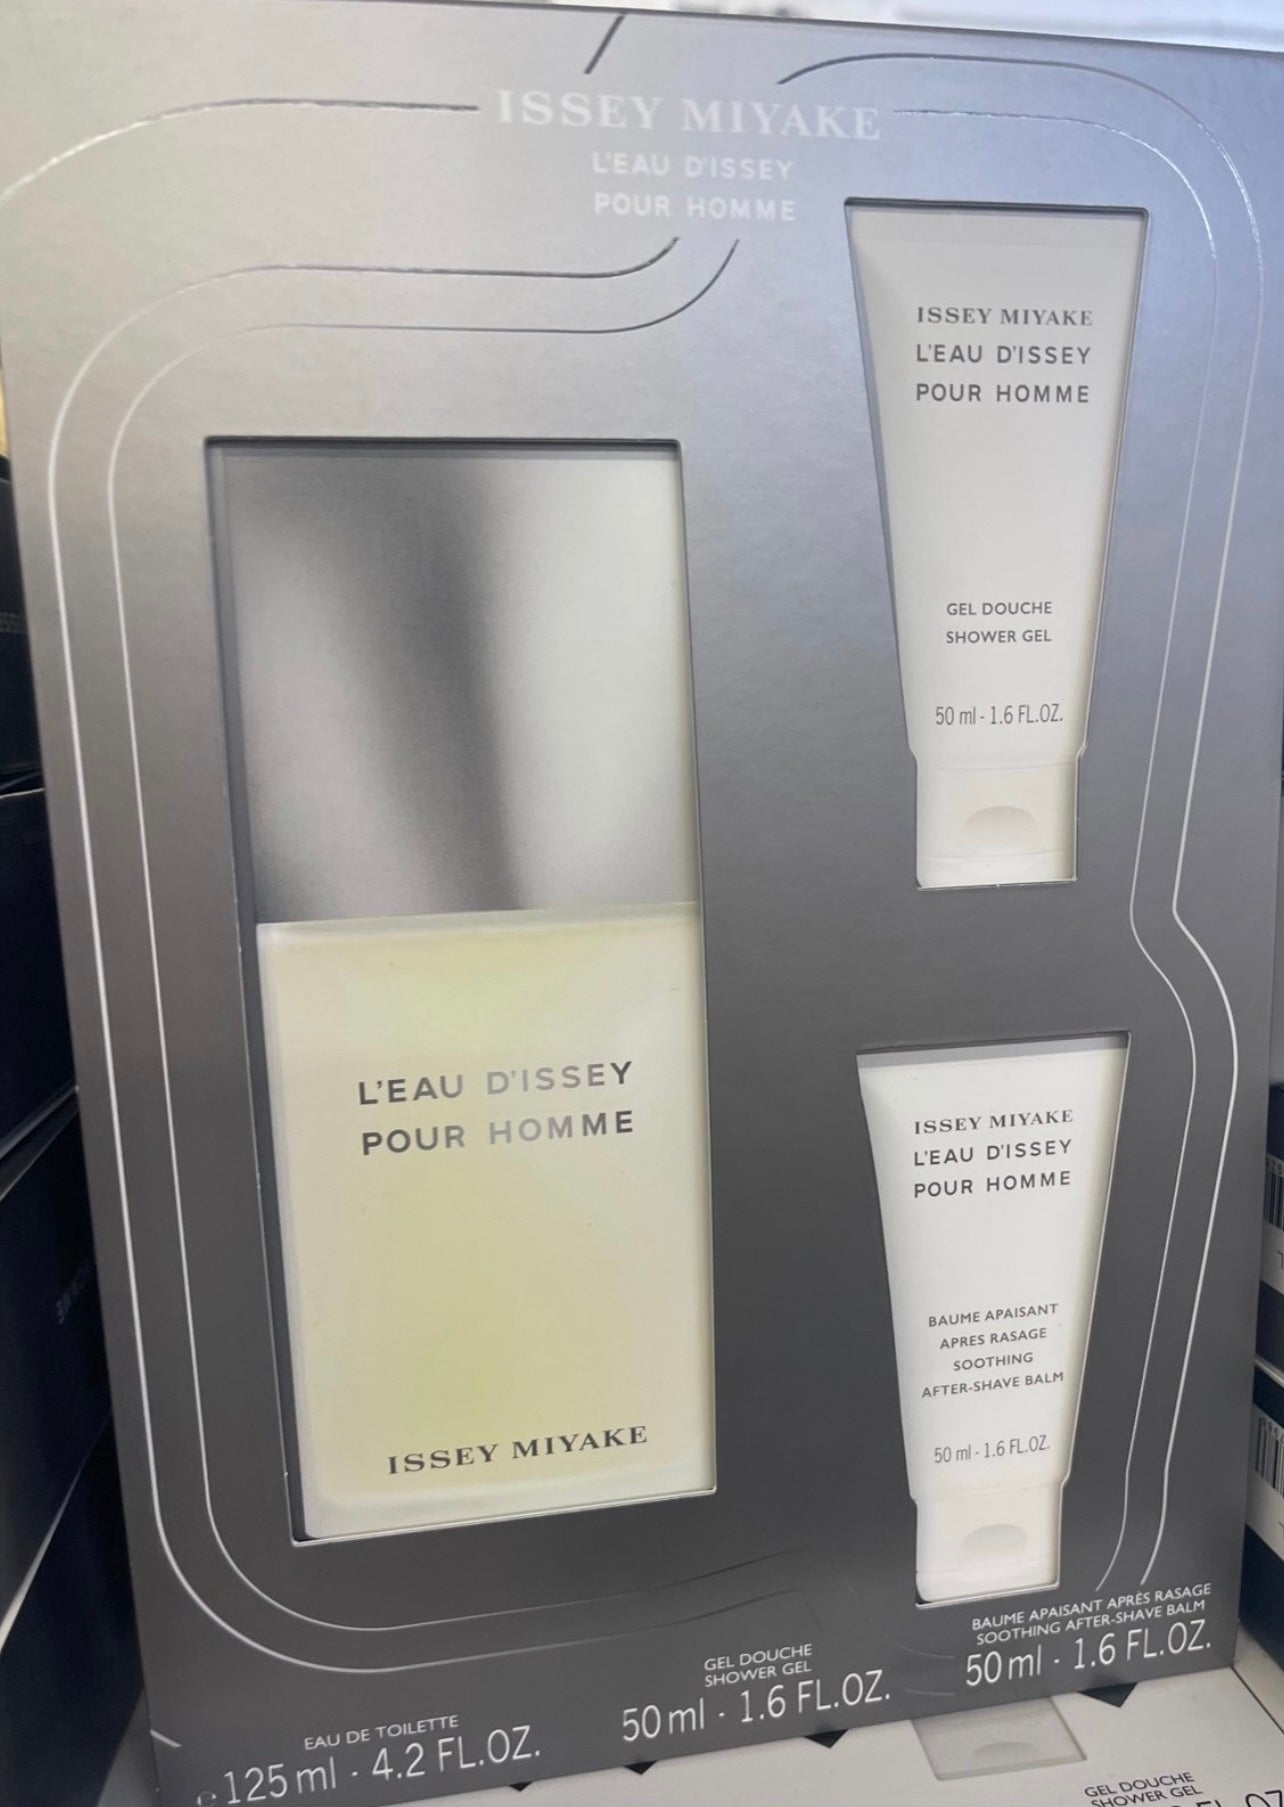 ISSEY MIYAKE
L'EAU D'ISSEY
POUR HOMME
ISSEY MIYAKE
L'EAU D'ISSEY
POUR HOMME
GEL DOUCHE
SHOWER GEL
50 ml - 1.6 FL.OZ.
L'EAU D'ISSEY
POUR HOMME
ISSEY MIYAKE
ISSEY MIYAKE
L'EAU D'ISSEY
POUR HOMME
BAUME APAISANT
APRES RASAGE
SOOTHING
AFTER-SHAVE BALM
50 ml - 1.6 FL.OZ.
EAU DE TOILETTE
℮ 125 ml · 4.2 FL.OZ.
GEL DOUCHE
SHOWER GEL
50 ml · 1.6 FL.OZ.
BAUME APAISANT APRÈS RASAGE
SOOTHING AFTER-SHAVE BALM
50 ml · 1.6 FL.OZ.
GEL DOUCHE
SHOWER GEL